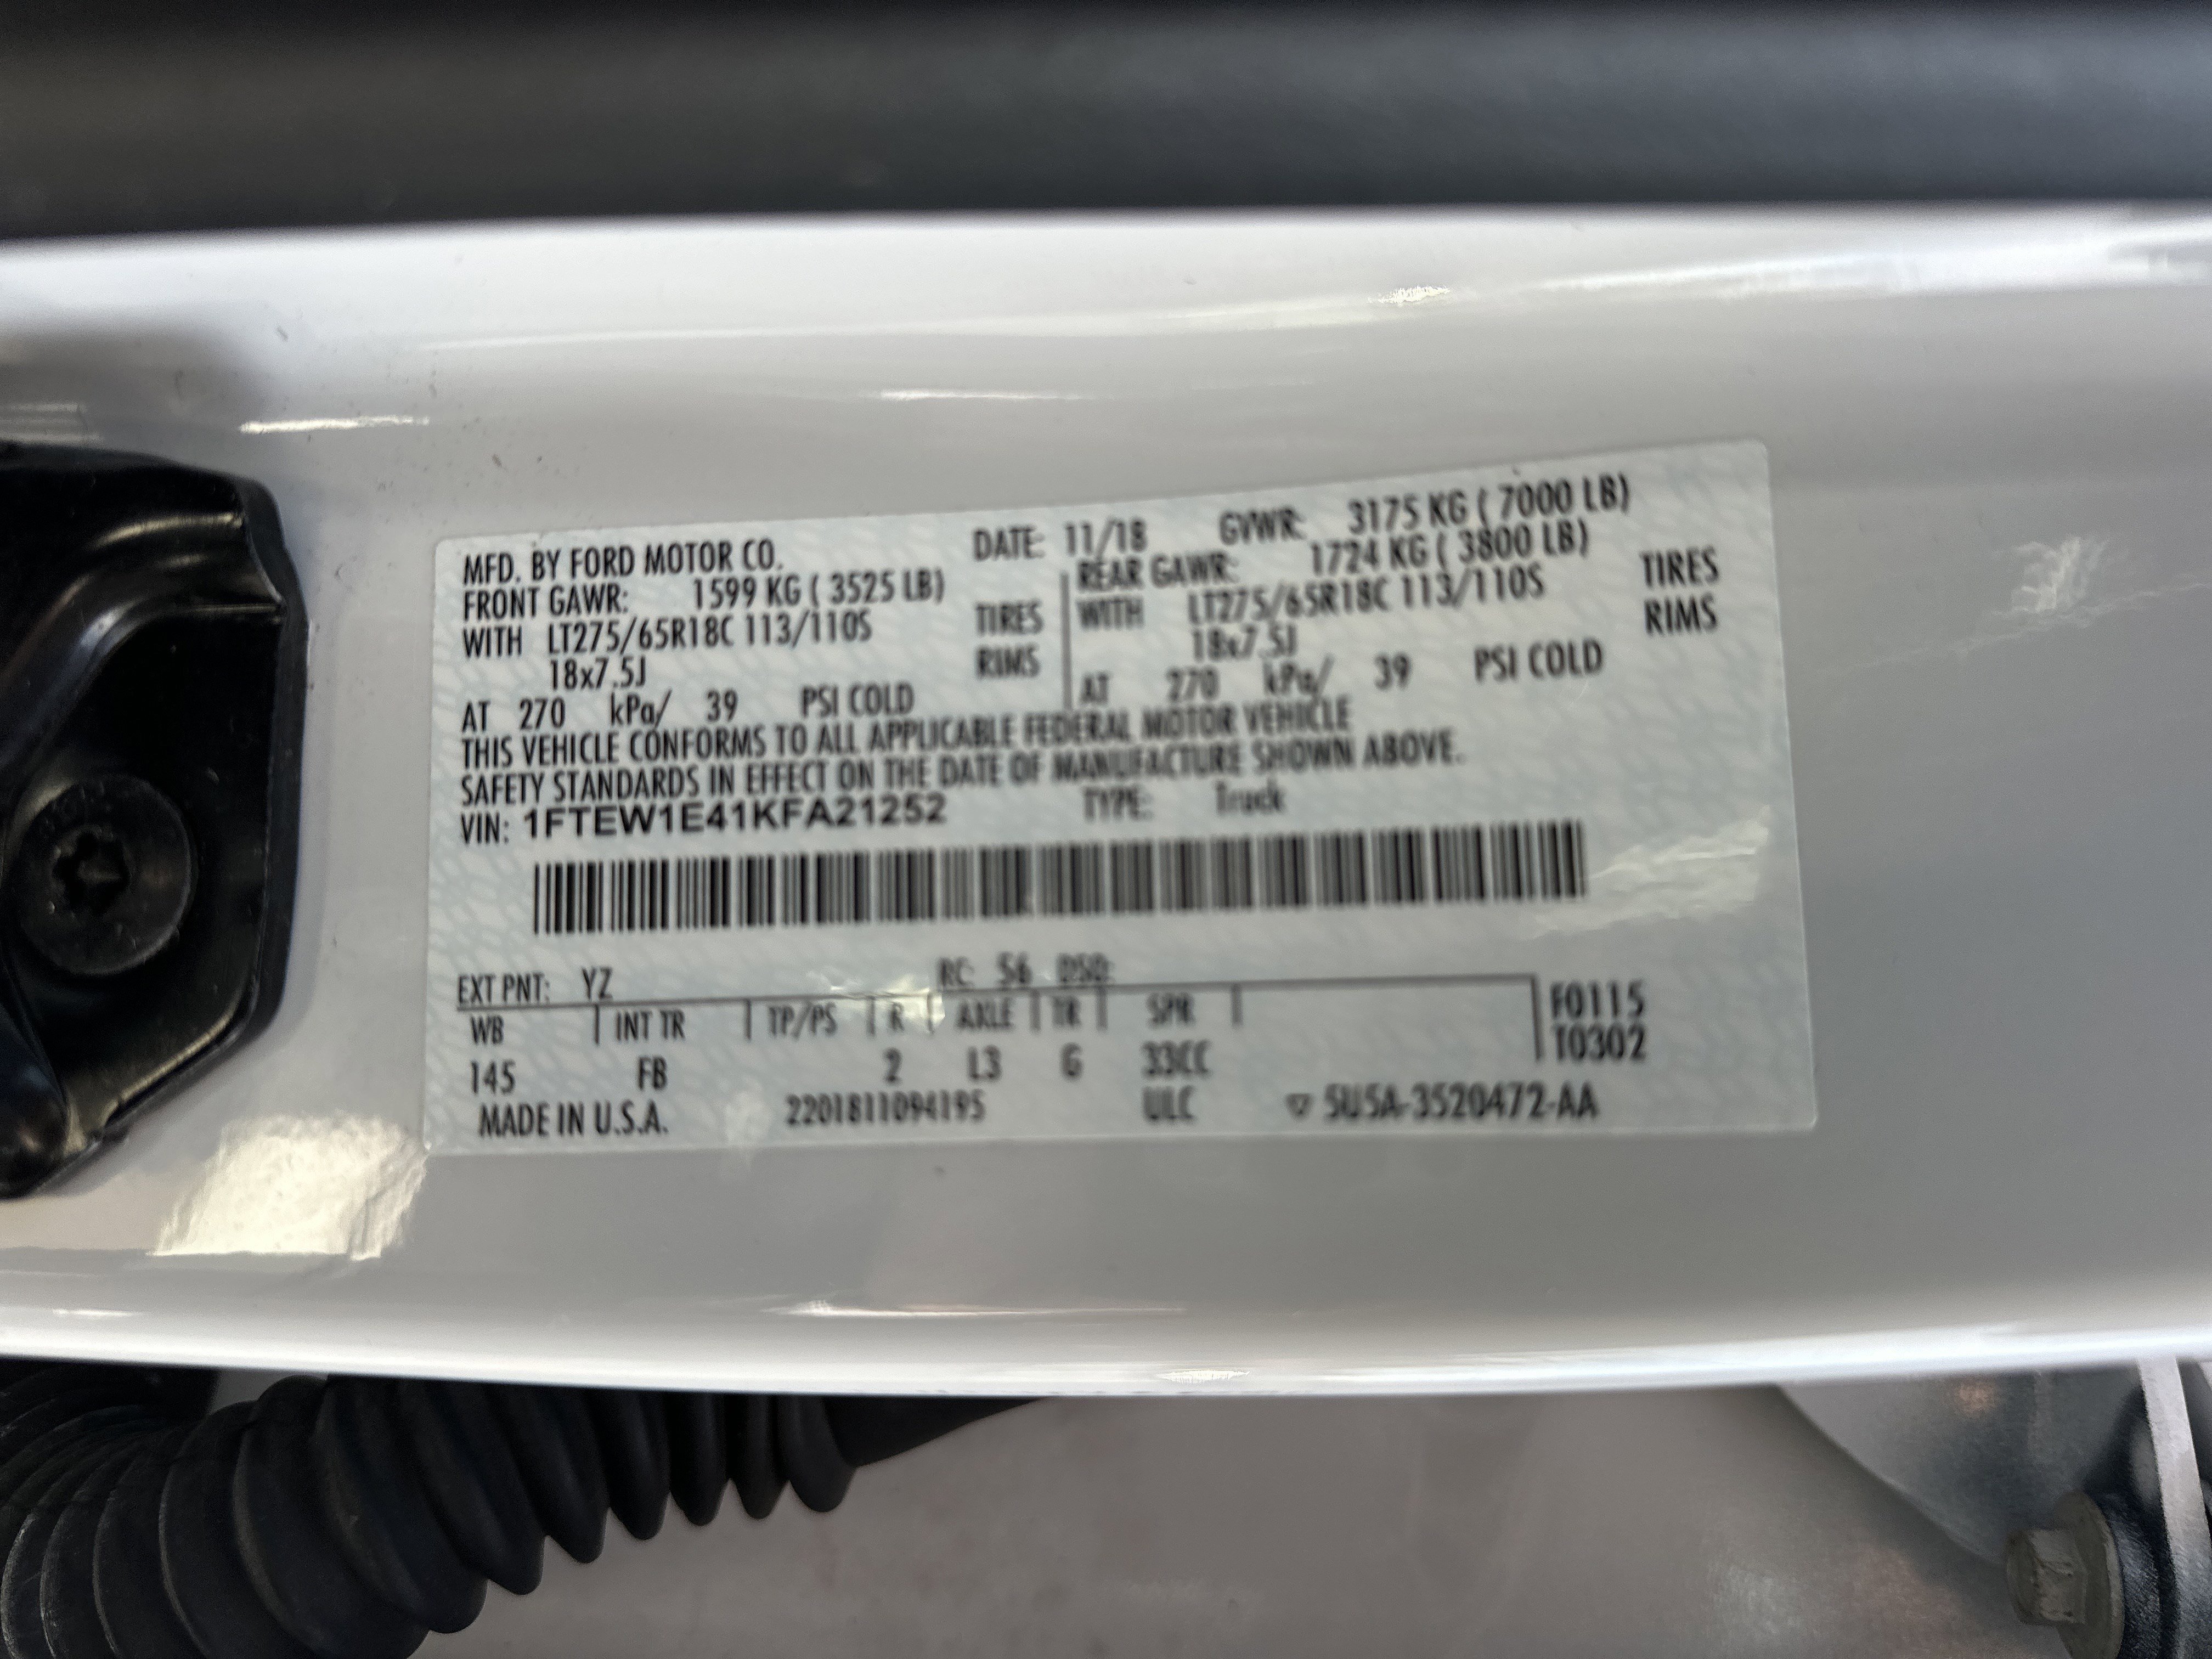 MFD. BY FORD MOTOR CO. DATE: 11/18 GVWR: 3175 KG ( 7000 LB)
FRONT GAWR: 1599 KG ( 3525 LB) REAR GAWR: 1724 KG ( 3800 LB)
WITH LT275/65R18C 113/110S TIRES WITH LT275/65R18C 113/110S TIRES
18x7.5J RIMS 18x7.5J RIMS
AT 270 kPa/ 39 PSI COLD AT 270 kPa/ 39 PSI COLD
THIS VEHICLE CONFORMS TO ALL APPLICABLE FEDERAL MOTOR VEHICLE
SAFETY STANDARDS IN EFFECT ON THE DATE OF MANUFACTURE SHOWN ABOVE.
VIN: 1FTEW1E41KFA21252 TYPE: Truck
EXT PNT: YZ RC: 56 DSO:
WB INT TR TP/PS R AXLE TR SPR F0115
T0302
145 FB 2 L3 G 33CC
MADE IN U.S.A. 2201811094195 ULC ▽ 5U5A-3520472-AA